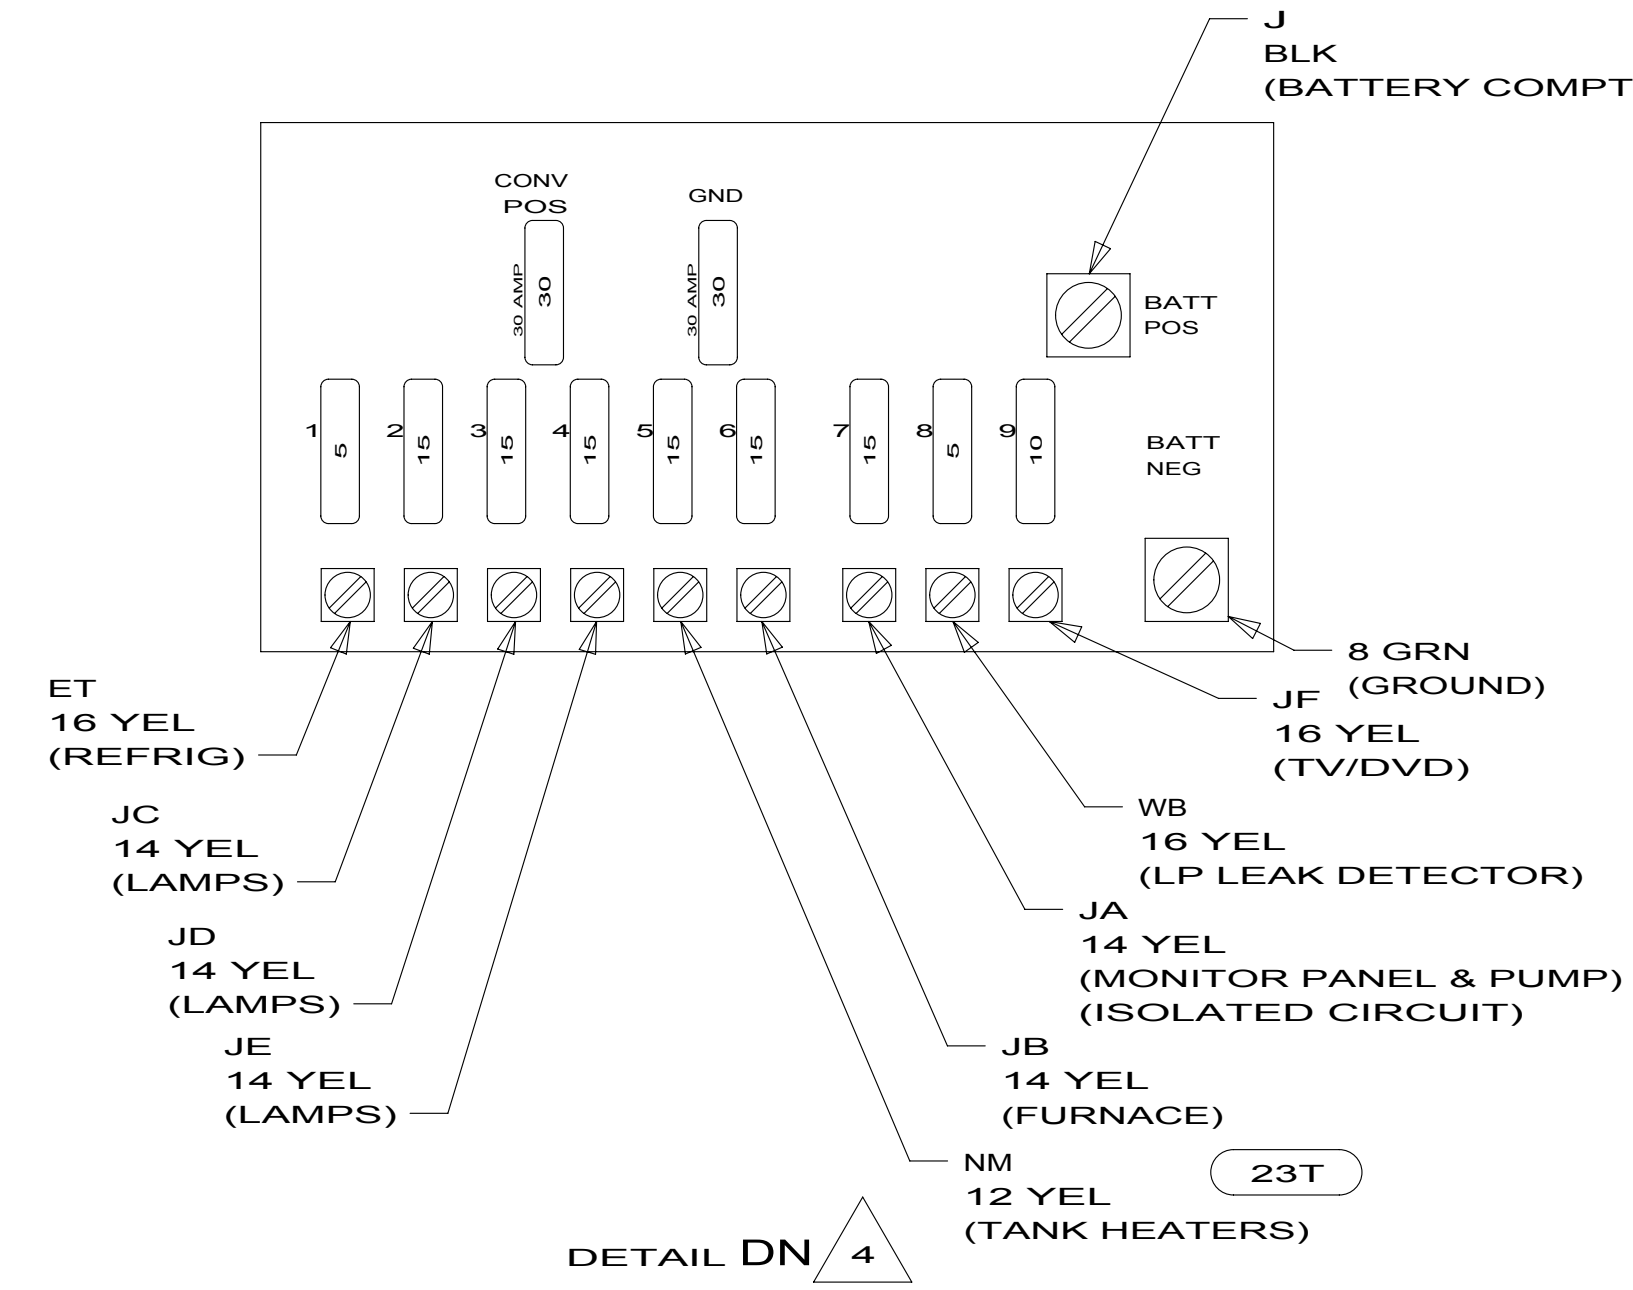 J
BLK
(BATTERY COMPT
CONV
POS
GND
30 AMP
30
30 AMP
30
BATT
POS
1
5
2
15
3
15
4
15
5
15
6
15
7
15
8
5
9
10
BATT
NEG
8 GRN
(GROUND)
ET
16 YEL
(REFRIG)
JF
16 YEL
(TV/DVD)
JC
14 YEL
(LAMPS)
WB
16 YEL
(LP LEAK DETECTOR)
JD
14 YEL
(LAMPS)
JA
14 YEL
(MONITOR PANEL & PUMP)
(ISOLATED CIRCUIT)
JE
14 YEL
(LAMPS)
JB
14 YEL
(FURNACE)
NM
12 YEL
(TANK HEATERS)
23T
DETAIL DN 4